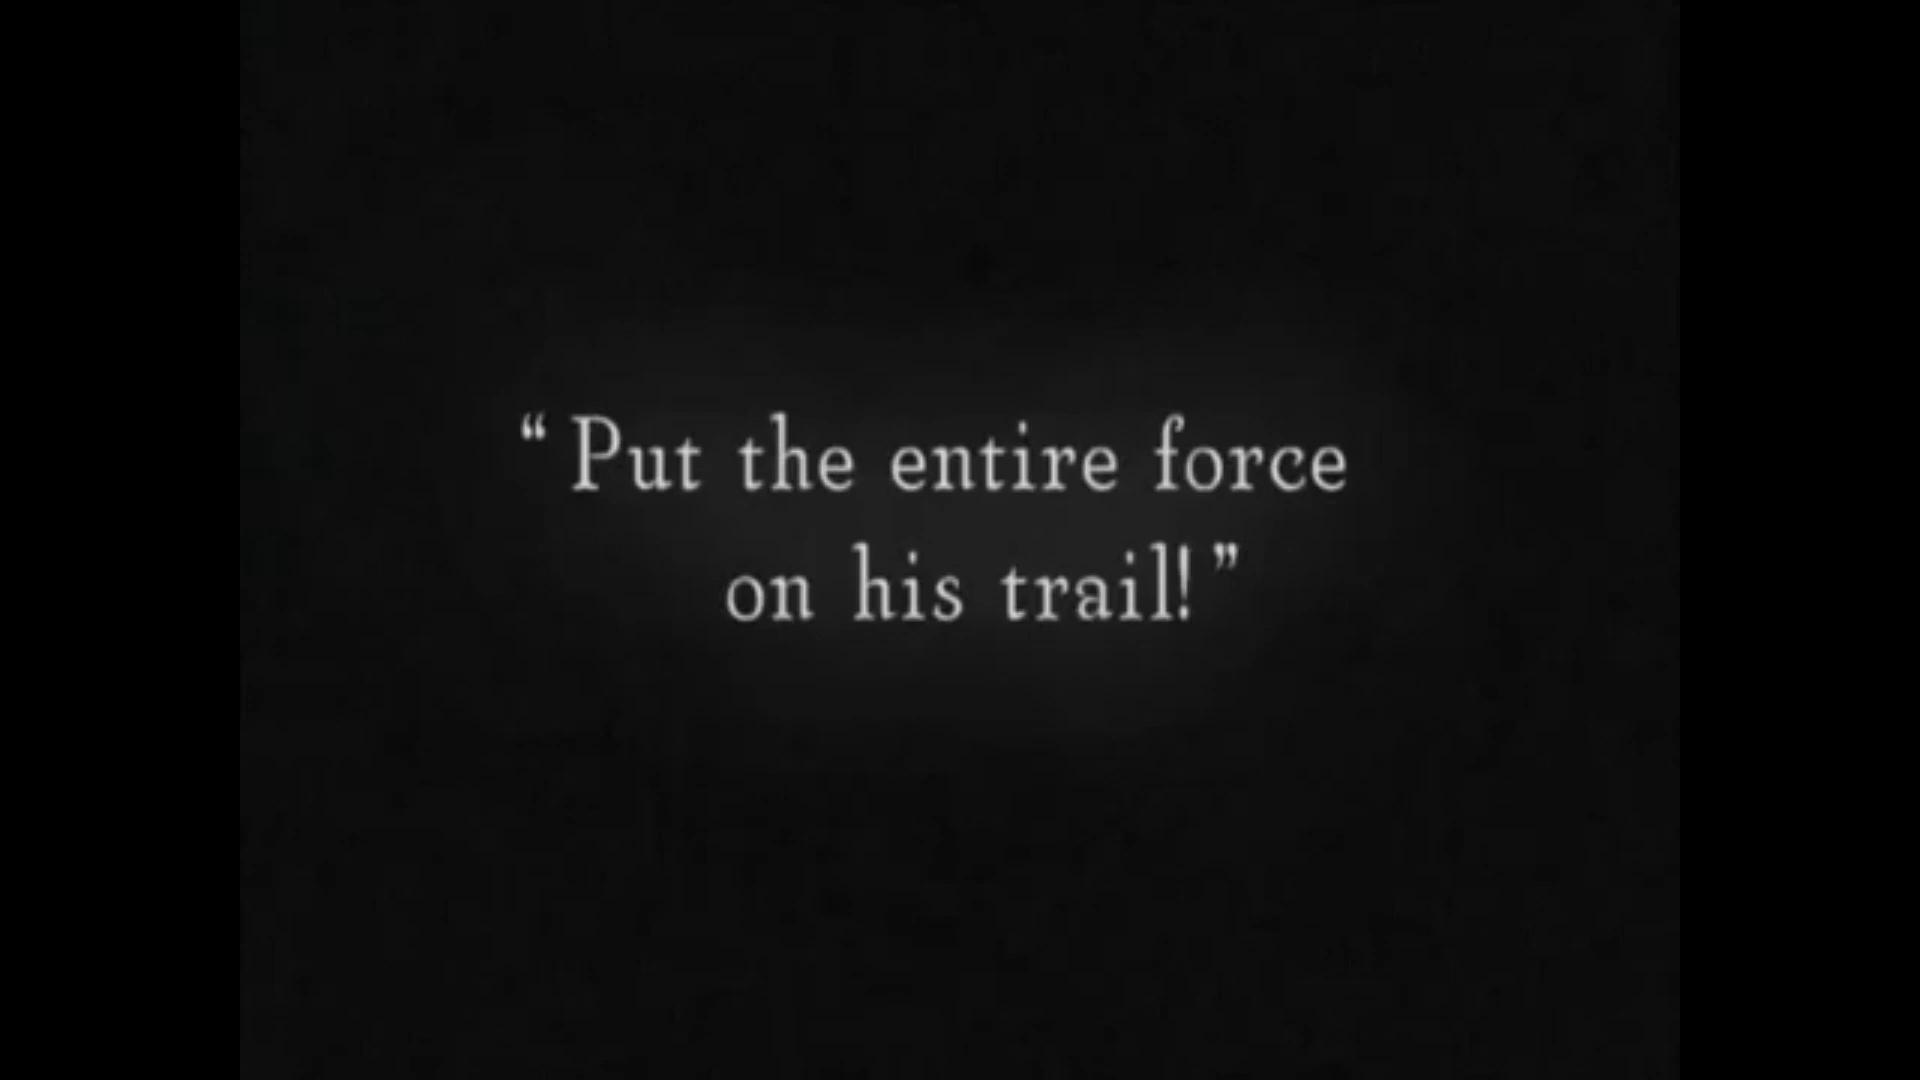 “ Put the entire force
on his trail! ”